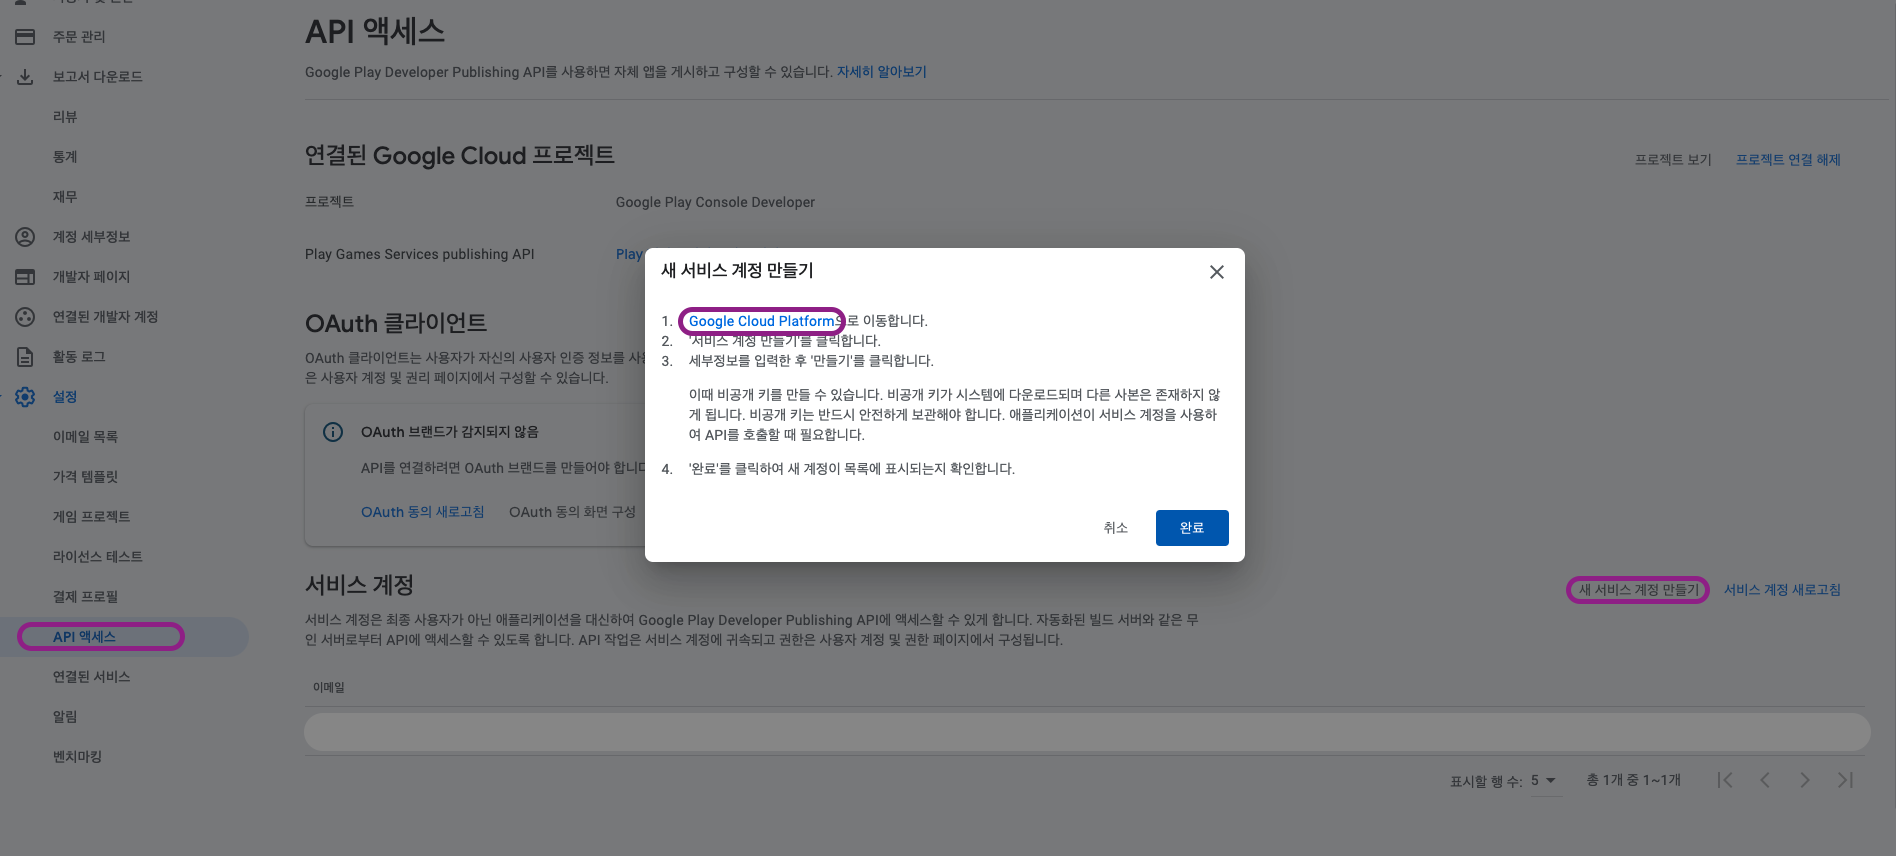 주문 관리
보고서 다운로드
리뷰
통계
재무
계정 세부정보
개발자 페이지
연결된 개발자 계정
활동 로그
설정
이메일 목록
가격 템플릿
게임 프로젝트
라이선스 테스트
결제 프로필
API 액세스
연결된 서비스
알림
벤치마킹
API 액세스
Google Play Developer Publishing API를 사용하면 자체 앱을 게시하고 구성할 수 있습니다. 자세히 알아보기
연결된 Google Cloud 프로젝트
프로젝트 보기 프로젝트 연결 해제
프로젝트 Google Play Console Developer
Play Games Services publishing API Play
OAuth 클라이언트
OAuth 클라이언트는 사용자가 자신의 사용자 인증 정보를
은 사용자 계정 및 권리 페이지에서 구성할 수 있습니다.
OAuth 브랜드가 감지되지 않음
API를 연결하려면 OAuth 브랜드를 만들어야 합니다
OAuth 동의 새로고침 OAuth 동의 화면 구성
새 서비스 계정 만들기
1. Google Cloud Platform으로 이동합니다.
2. '서비스 계정 만들기'를 클릭합니다.
3. 세부정보를 입력한 후 '만들기'를 클릭합니다.
이때 비공개 키를 만들 수 있습니다. 비공개 키가 시스템에 다운로드되며 다른 사본은 존재하지 않
게 됩니다. 비공개 키는 반드시 안전하게 보관해야 합니다. 애플리케이션이 서비스 계정을 사용하
여 API를 호출할 때 필요합니다.
4. '완료'를 클릭하여 새 계정이 목록에 표시되는지 확인합니다.
취소 완료
서비스 계정
새 서비스 계정 만들기 서비스 계정 새로고침
서비스 계정은 최종 사용자가 아닌 애플리케이션을 대신하여 Google Play Developer Publishing API에 액세스할 수 있게 합니다. 자동화된 빌드 서버와 같은 무
인 서버로부터 API에 액세스할 수 있도록 합니다. API 작업은 서비스 계정에 귀속되고 권한은 사용자 계정 및 권한 페이지에서 구성됩니다.
이메일
표시할 행 수: 5 총 1개 중 1~1개